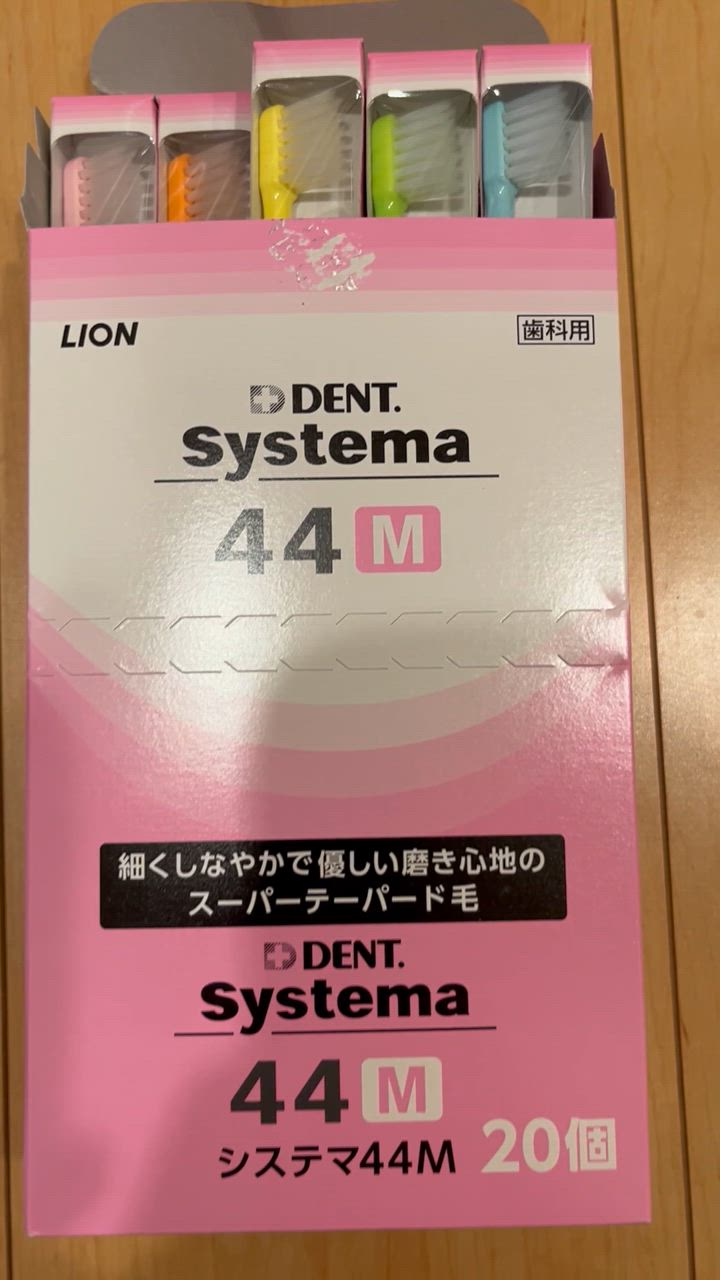 LION
歯科用
DENT.
Systema
44 M
細くしなやかで優しい磨き心地の
スーパーテーパード毛
DENT.
Systema
44 M
システマ44M
20個